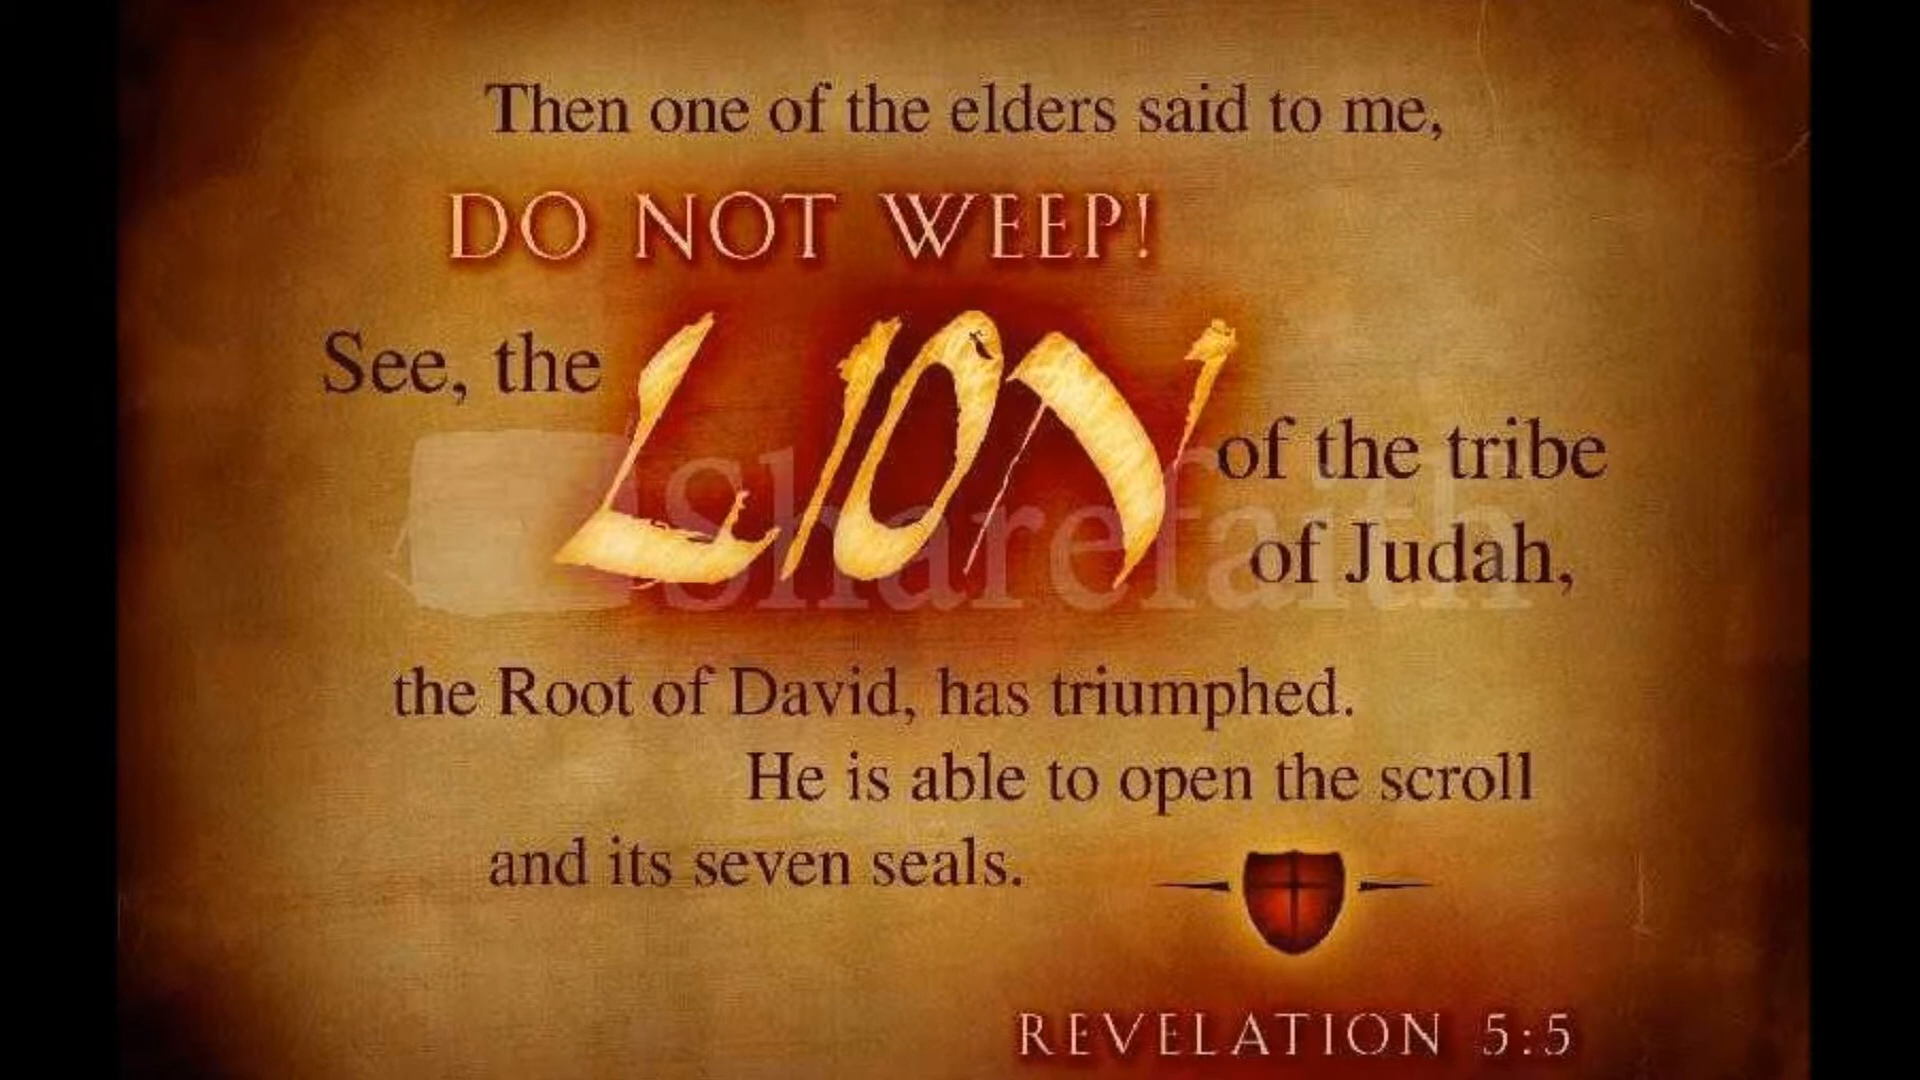 Then one of the elders said to me,
DO NOT WEEP!
See, the LION of the tribe
of Judah,
Sharefaith
the Root of David, has triumphed.
He is able to open the scroll
and its seven seals.
REVELATION 5:5